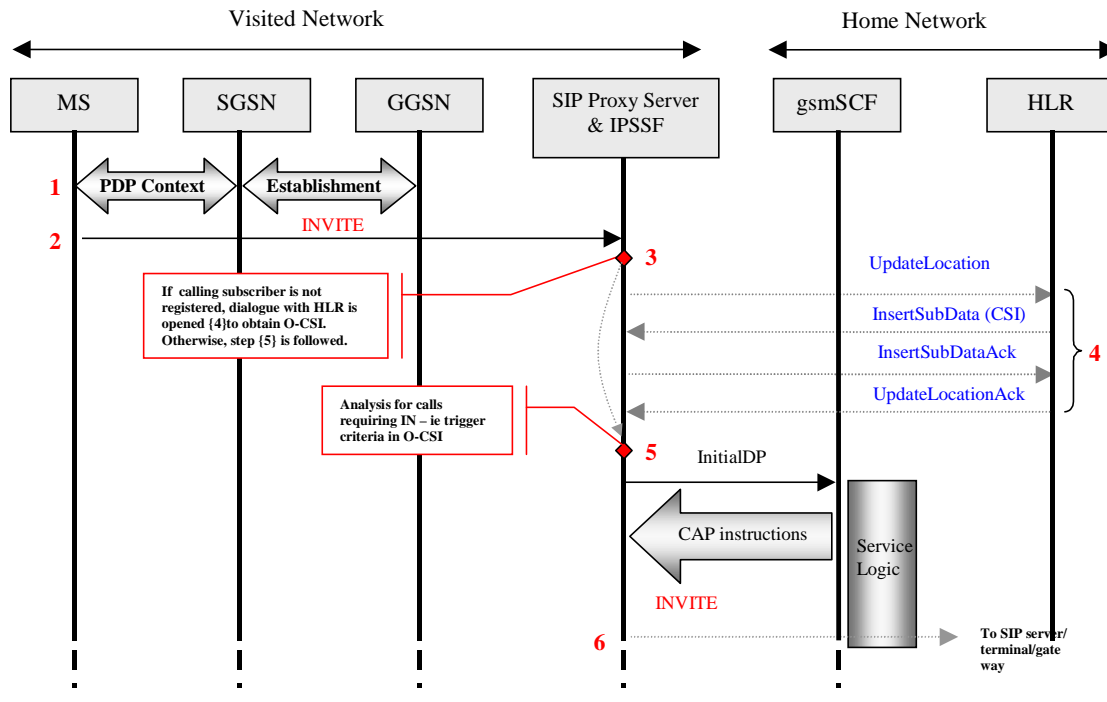 Visited Network
Home Network
MS
SGSN
GGSN
SIP Proxy Server
& IPSSF
gsmSCF
HLR
1
PDP Context
Establishment
2
INVITE
3
If calling subscriber is not
registered, dialogue with HLR is
opened {4}to obtain O-CSI.
Otherwise, step {5} is followed.
UpdateLocation
InsertSubData (CSI)
InsertSubDataAck
4
UpdateLocationAck
Analysis for calls
requiring IN – ie trigger
criteria in O-CSI
5
InitialDP
CAP instructions
Service
Logic
INVITE
6
To SIP server/
terminal/gate
way